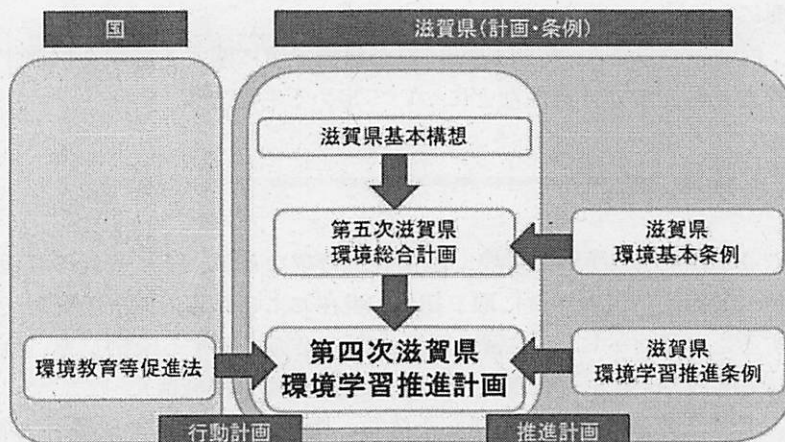 国
滋賀県(計画・条例)
滋賀県基本構想
第五次滋賀県
環境総合計画
滋賀県
環境基本条例
環境教育等促進法
第四次滋賀県
環境学習推進計画
滋賀県
環境学習推進条例
行動計画
推進計画